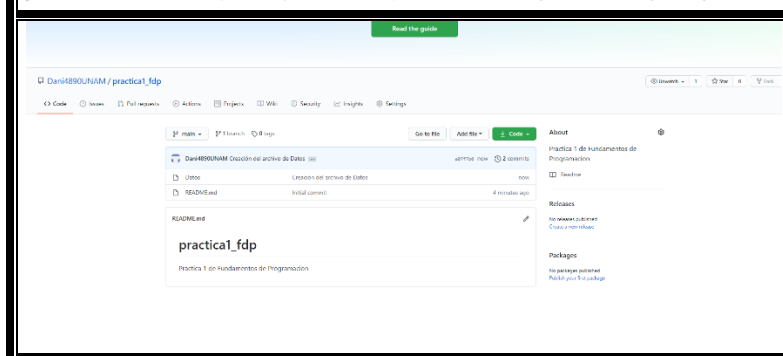 Read the guide
Dani4890UNAM / practica1_fdp
Unwatch 1 Star 0 Fork
Code Issues Pull requests Actions Projects Wiki Security Insights Settings
main 1 branch 0 tags Go to file Add file Code
Dani4890UNAM Creación del archivo de Datos now 2 commits
Datos Creación del archivo de Datos now
README.md Initial commit 4 minutes ago
README.md
practica1_fdp
Practica 1 de Fundamentos de Programacion
About
Practica 1 de Fundamentos de
Programacion
Readme
Releases
No releases published
Create a new release
Packages
No packages published
Publish your first package